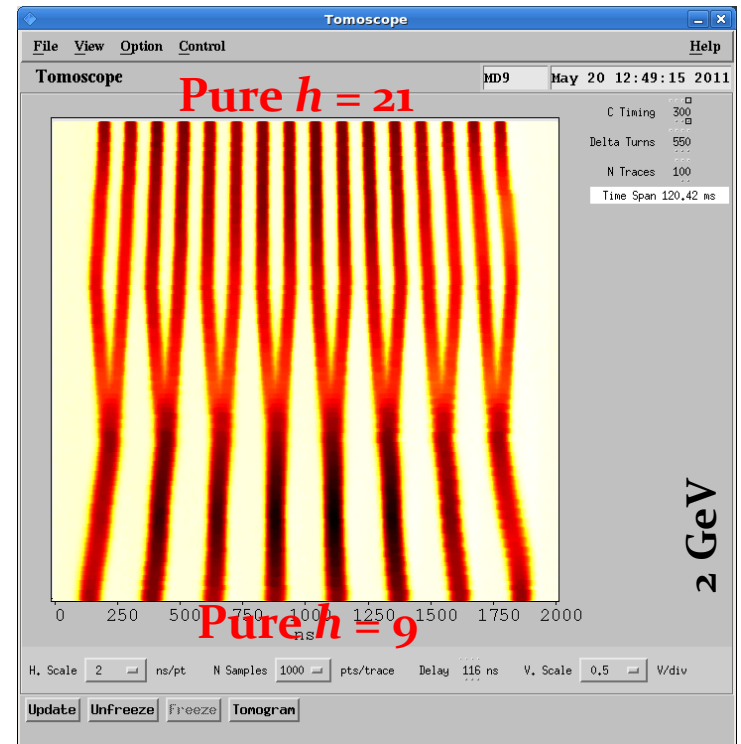 Tomoscope
File View Option Control Help
Tomoscope MD9 May 20 12:49:15 2011
Pure h = 21
C Timing 300
Delta Turns 550
N Traces 100
Time Span 120.42 ms
2 GeV
0 250 500 750 1000 1250 1500 1750 2000
ns
Pure h = 9
H. Scale 2 ns/pt N Samples 1000 pts/trace Delay 116 ns V. Scale 0.5 V/div
Update Unfreeze Freeze Tomogram